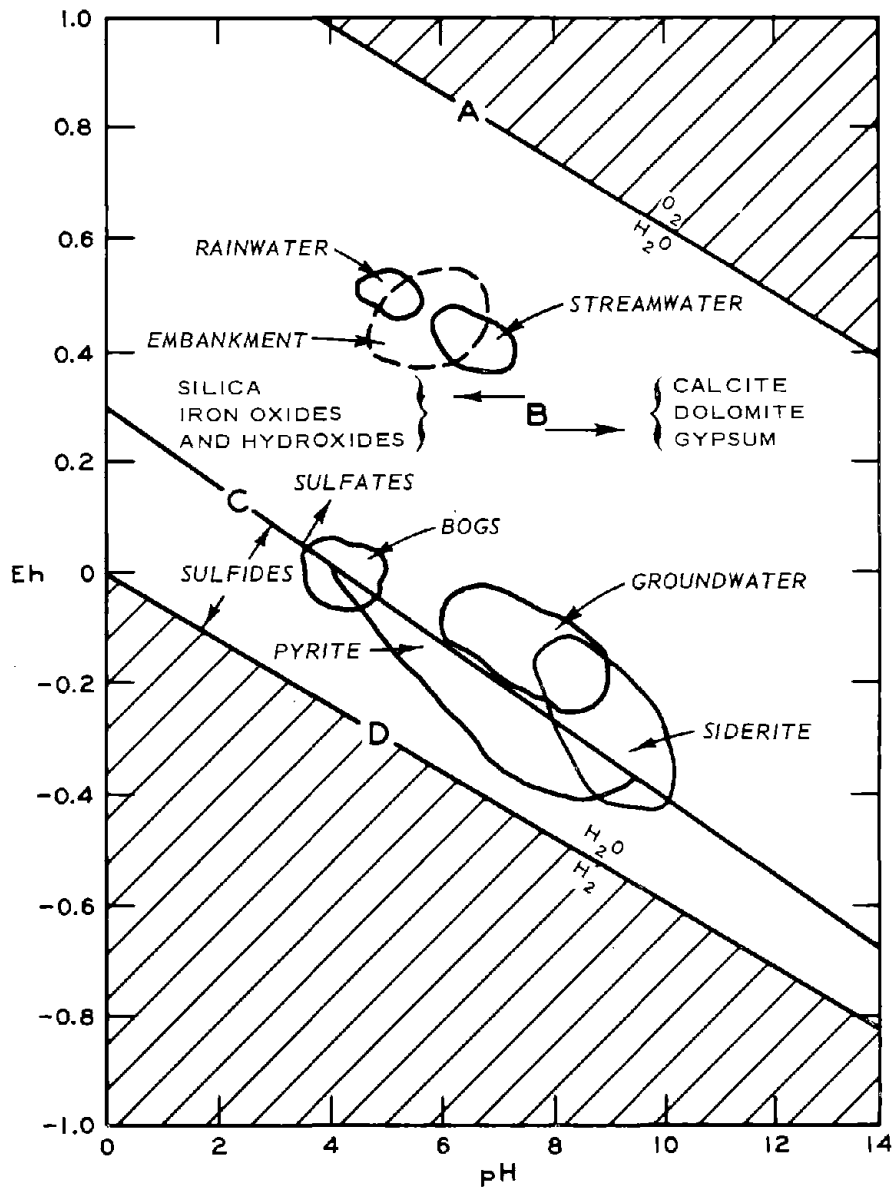 1.0
A
0.8
O2
H2O
0.6
RAINWATER
STREAMWATER
EMBANKMENT
0.4
SILICA
IRON OXIDES
AND HYDROXIDES
B
CALCITE
DOLOMITE
GYPSUM
0.2
C
SULFATES
BOGS
Eh
0
SULFIDES
GROUNDWATER
PYRITE
-0.2
D
SIDERITE
-0.4
H2O
H2
-0.6
-0.8
-1.0
0 2 4 6 8 10 12 14
pH